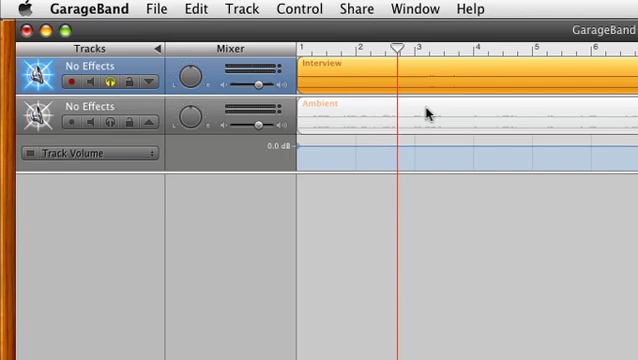 GarageBand File Edit Track Control Share Window Help
GarageBand
Tracks Mixer 1 2 3 4 5 6
No Effects Interview
No Effects Ambient
Track Volume 0.0 dB